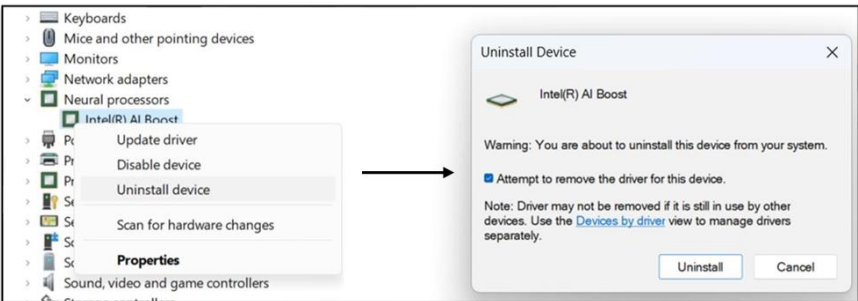 Keyboards
Mice and other pointing devices
Monitors
Network adapters
Neural processors
Intel(R) AI Boost
Update driver
Disable device
Uninstall device
Scan for hardware changes
Properties
Sound, video and game controllers
Uninstall Device
Intel(R) AI Boost
Warning: You are about to uninstall this device from your system.
Attempt to remove the driver for this device.
Note: Driver may not be removed if it is still in use by other
devices. Use the Devices by driver view to manage drivers
separately.
Uninstall
Cancel